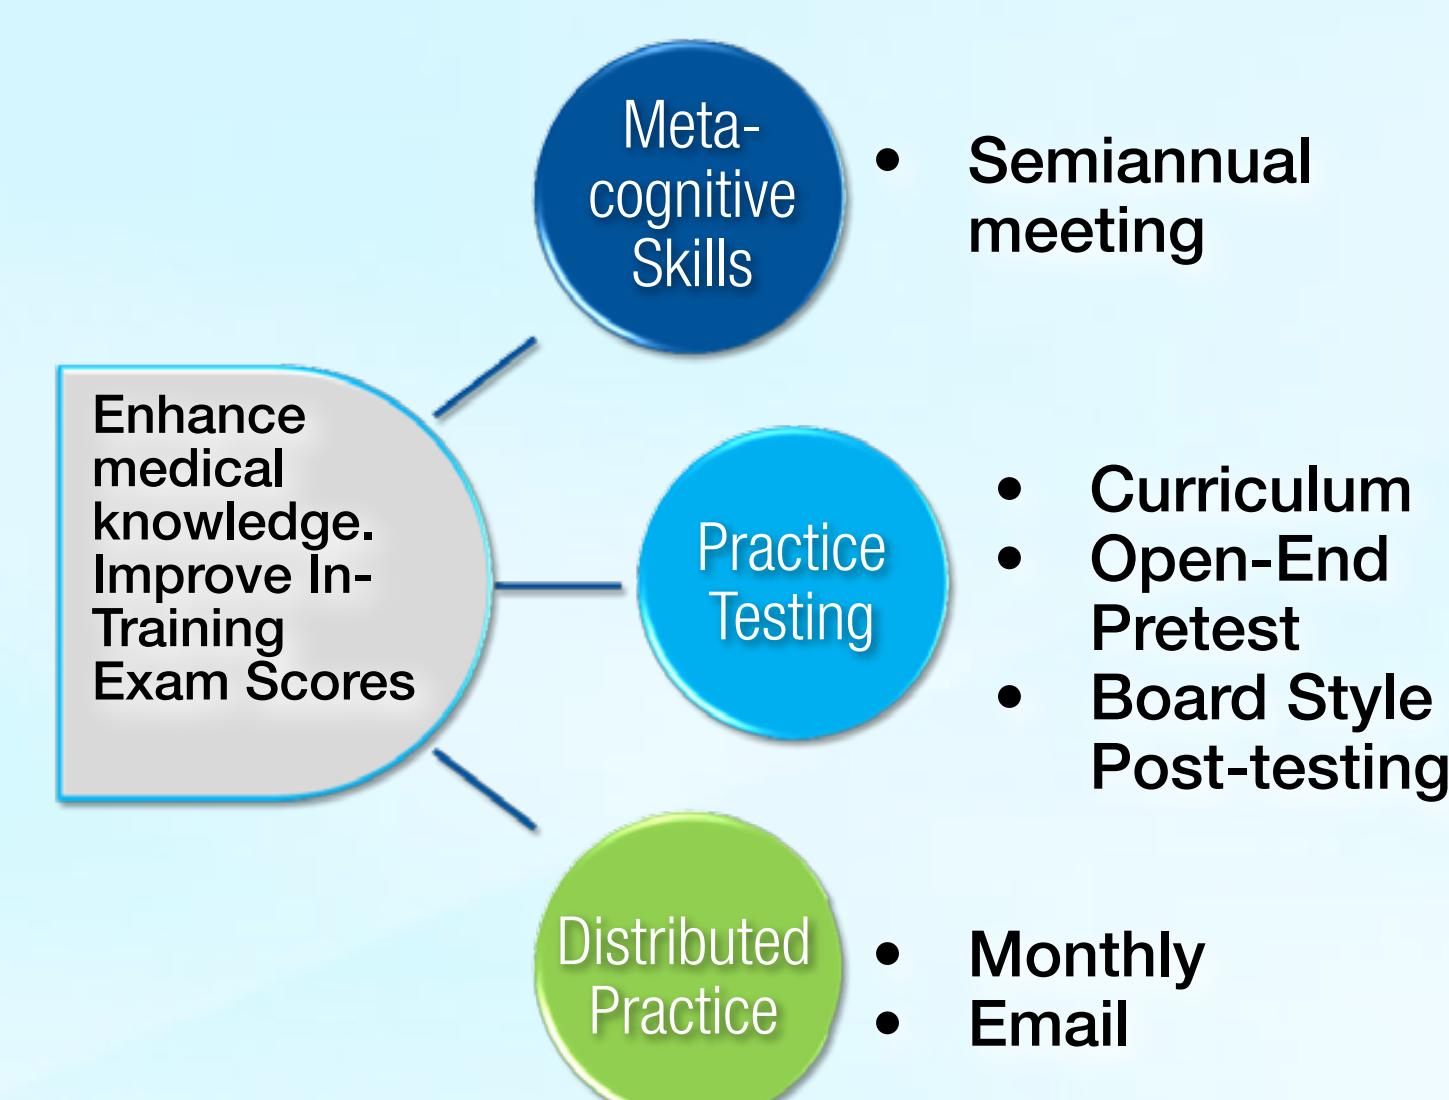 Enhance
medical
knowledge.
Improve In-
Training
Exam Scores
Meta-
cognitive
Skills
• Semiannual
meeting
Practice
Testing
• Curriculum
• Open-End
Pretest
• Board Style
Post-testing
Distributed
Practice
• Monthly
• Email